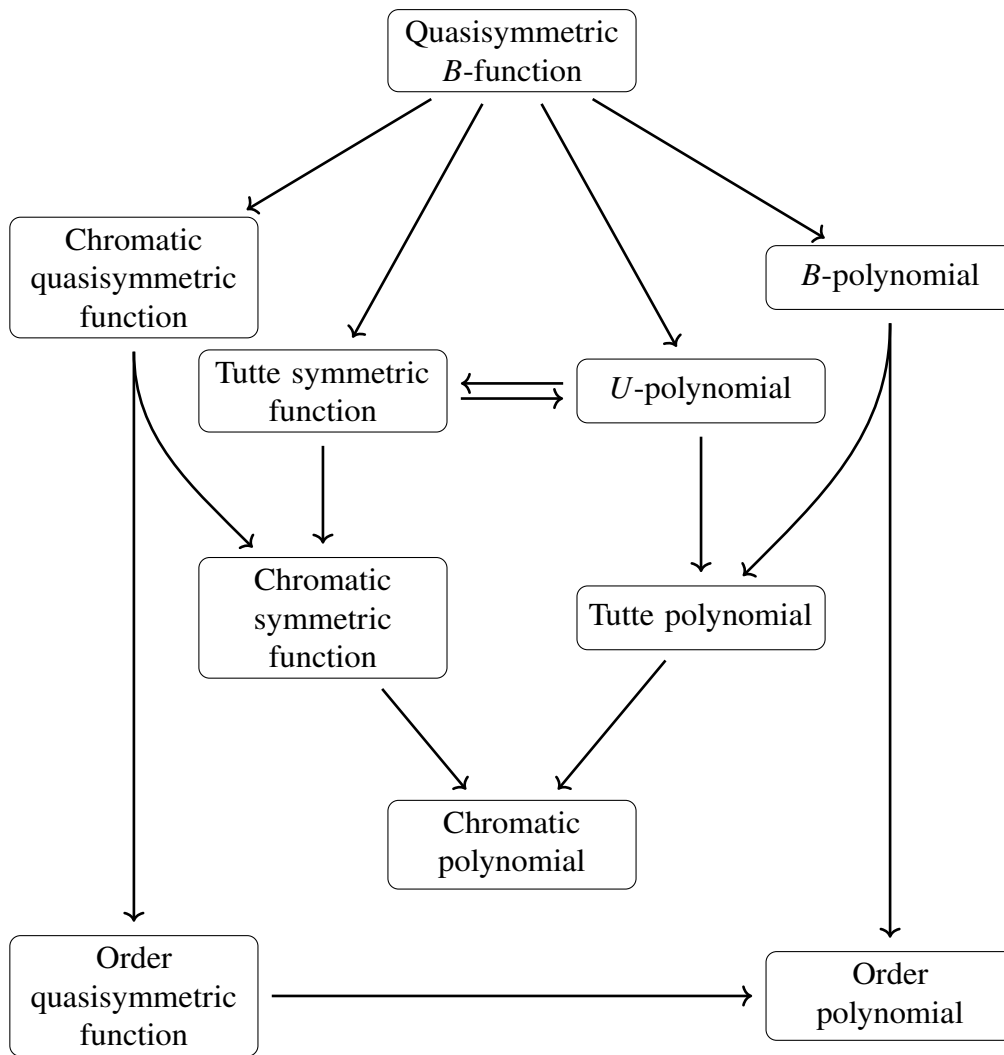 Quasisymmetric
B-function
Chromatic
quasisymmetric
function
B-polynomial
Tutte symmetric
function
U-polynomial
Chromatic
symmetric
function
Tutte polynomial
Chromatic
polynomial
Order
quasisymmetric
function
Order
polynomial